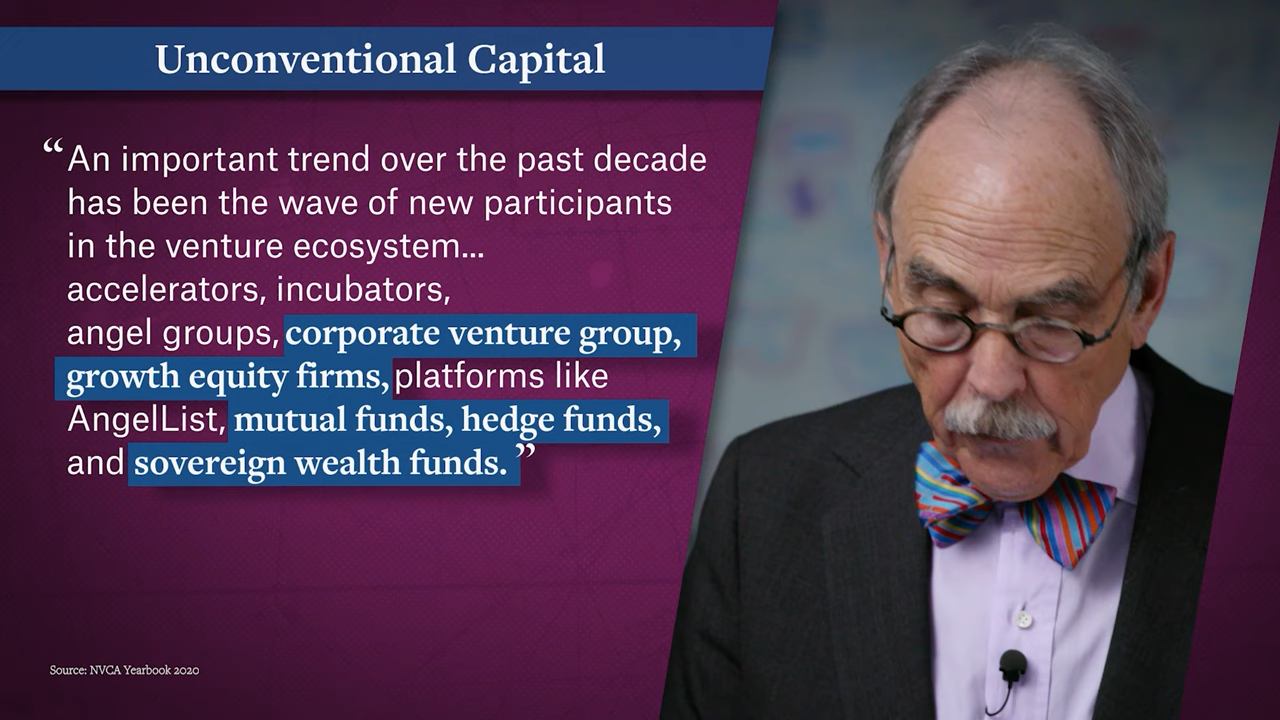 Unconventional Capital
“An important trend over the past decade
has been the wave of new participants
in the venture ecosystem...
accelerators, incubators,
angel groups, corporate venture group,
growth equity firms, platforms like
AngelList, mutual funds, hedge funds,
and sovereign wealth funds.”
Source: NVCA Yearbook 2020